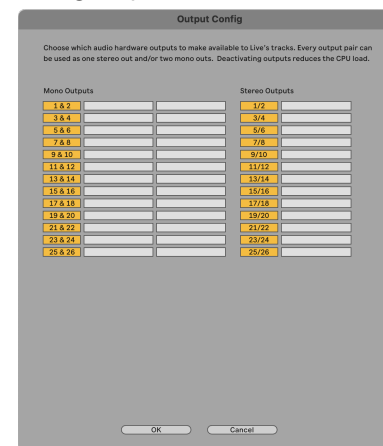 Output Config
Choose which audio hardware outputs to make available to Live's tracks. Every output pair can
be used as one stereo out and/or two mono outs. Deactivating outputs reduces the CPU load.
Mono Outputs
1 & 2
3 & 4
5 & 6
7 & 8
9 & 10
11 & 12
13 & 14
15 & 16
17 & 18
19 & 20
21 & 22
23 & 24
25 & 26
Stereo Outputs
1/2
3/4
5/6
7/8
9/10
11/12
13/14
15/16
17/18
19/20
21/22
23/24
25/26
OK
Cancel